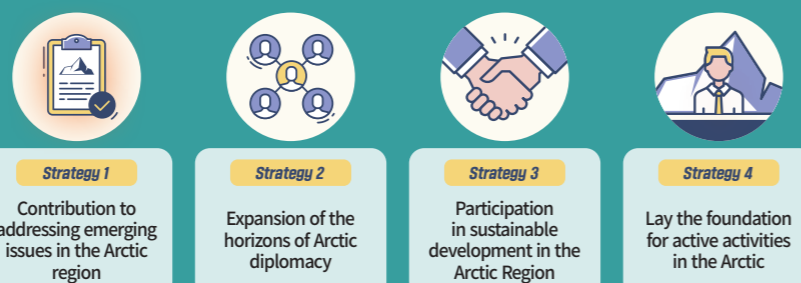 Strategy 1
Contribution to
addressing emerging
issues in the Arctic
region
Strategy 2
Expansion of the
horizons of Arctic
diplomacy
Strategy 3
Participation
in sustainable
development in the
Arctic Region
Strategy 4
Lay the foundation
for active activities
in the Arctic